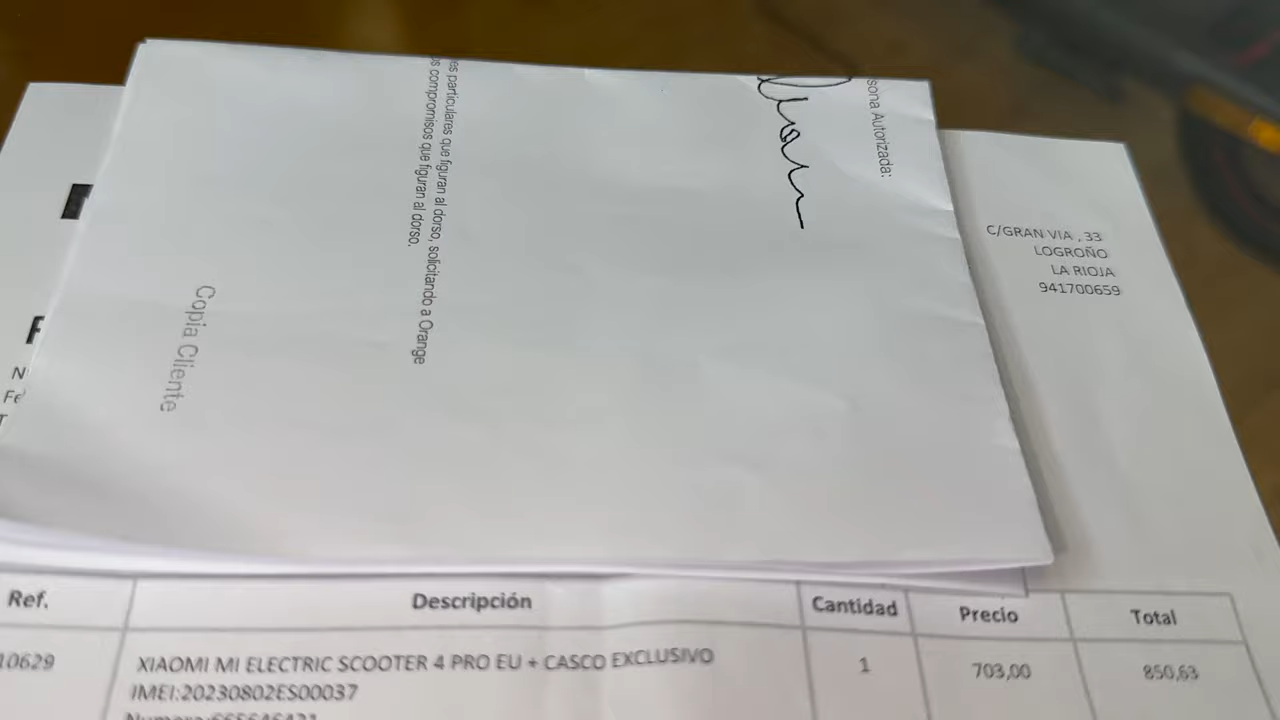 sona Autorizada:
es particulares que figuran al dorso, solicitando a Orange
s compromisos que figuran al dorso.
Copia Cliente
C/GRAN VIA , 33
LOGROÑO
LA RIOJA
941700659
Ref. Descripción Cantidad Precio Total
10629 XIAOMI MI ELECTRIC SCOOTER 4 PRO EU + CASCO EXCLUSIVO 1 703,00 850,63
IMEI:20230802ES00037